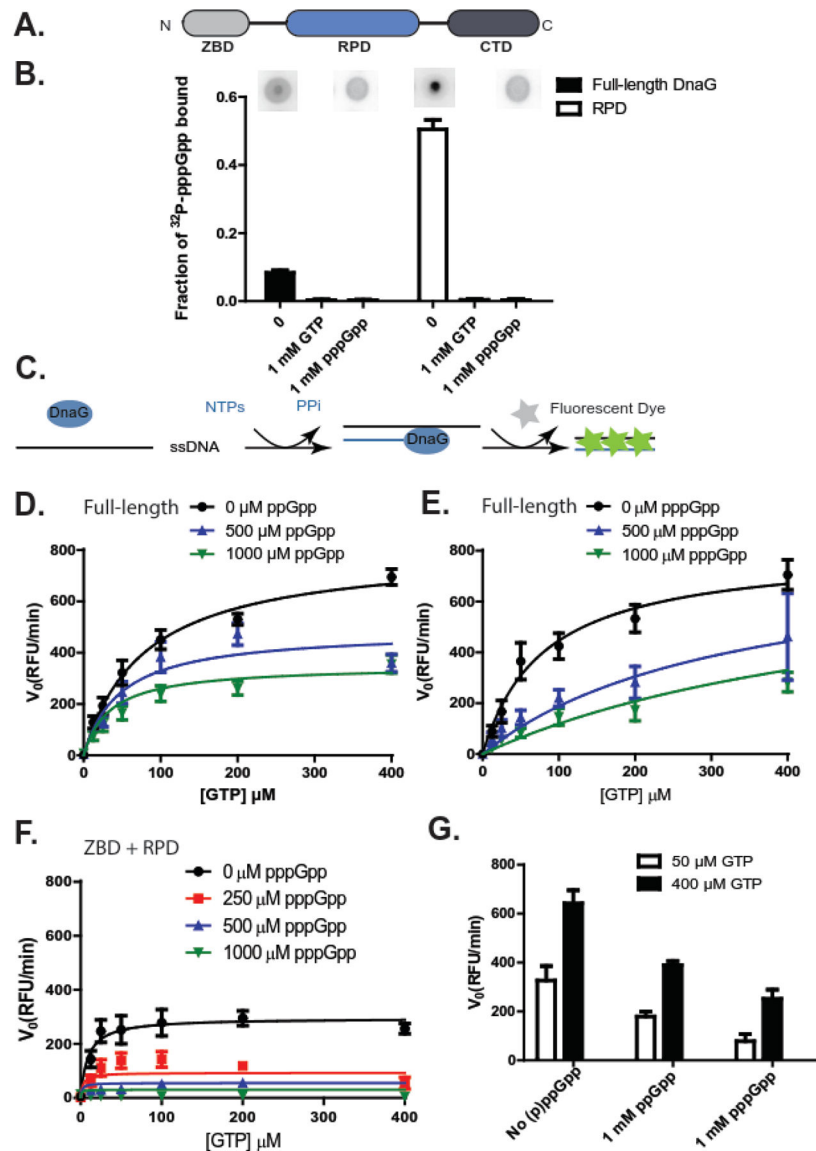 A.
N
C
ZBD
RPD
CTD
B.
Full-length DnaG
RPD
Fraction of ³²P-pppGpp bound
0.6
0.4
0.2
0.0
0
1 mM GTP
1 mM pppGpp
0
1 mM GTP
1 mM pppGpp
C.
DnaG
NTPs
PPi
ssDNA
DnaG
Fluorescent Dye
D.
Full-length
0 µM ppGpp
500 µM ppGpp
1000 µM ppGpp
V₀(RFU/min)
800
600
400
200
0
0
100
200
300
400
[GTP] µM
E.
Full-length
0 µM pppGpp
500 µM pppGpp
1000 µM pppGpp
V₀(RFU/min)
800
600
400
200
0
0
100
200
300
400
[GTP] µM
F.
ZBD + RPD
0 µM pppGpp
250 µM pppGpp
500 µM pppGpp
1000 µM pppGpp
V₀(RFU/min)
800
600
400
200
0
0
100
200
300
400
[GTP] µM
G.
50 µM GTP
400 µM GTP
V₀(RFU/min)
800
600
400
200
0
No (p)ppGpp
1 mM ppGpp
1 mM pppGpp